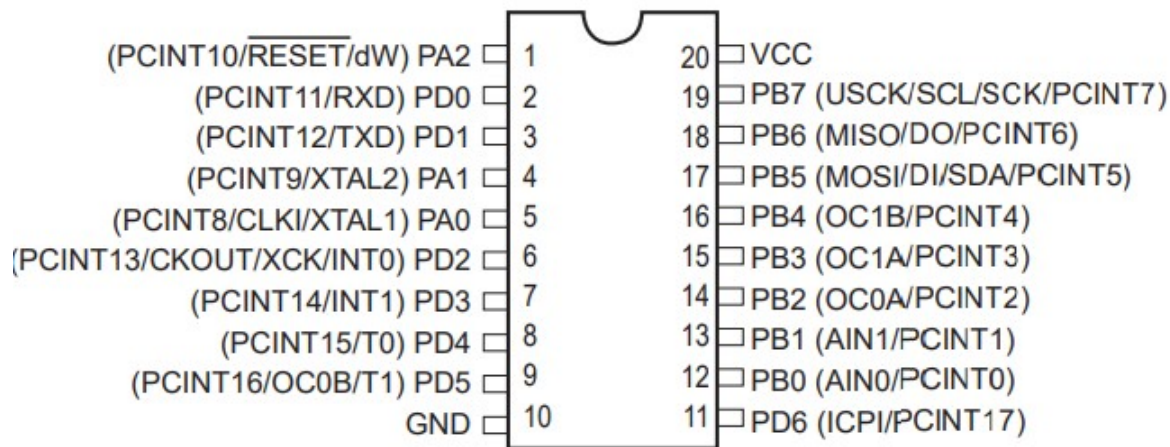 (PCINT10/RESET/dW) PA2 1 20 VCC
(PCINT11/RXD) PD0 2 19 PB7 (USCK/SCL/SCK/PCINT7)
(PCINT12/TXD) PD1 3 18 PB6 (MISO/DO/PCINT6)
(PCINT9/XTAL2) PA1 4 17 PB5 (MOSI/DI/SDA/PCINT5)
(PCINT8/CLKI/XTAL1) PA0 5 16 PB4 (OC1B/PCINT4)
(PCINT13/CKOUT/XCK/INT0) PD2 6 15 PB3 (OC1A/PCINT3)
(PCINT14/INT1) PD3 7 14 PB2 (OC0A/PCINT2)
(PCINT15/T0) PD4 8 13 PB1 (AIN1/PCINT1)
(PCINT16/OC0B/T1) PD5 9 12 PB0 (AIN0/PCINT0)
GND 10 11 PD6 (ICPI/PCINT17)